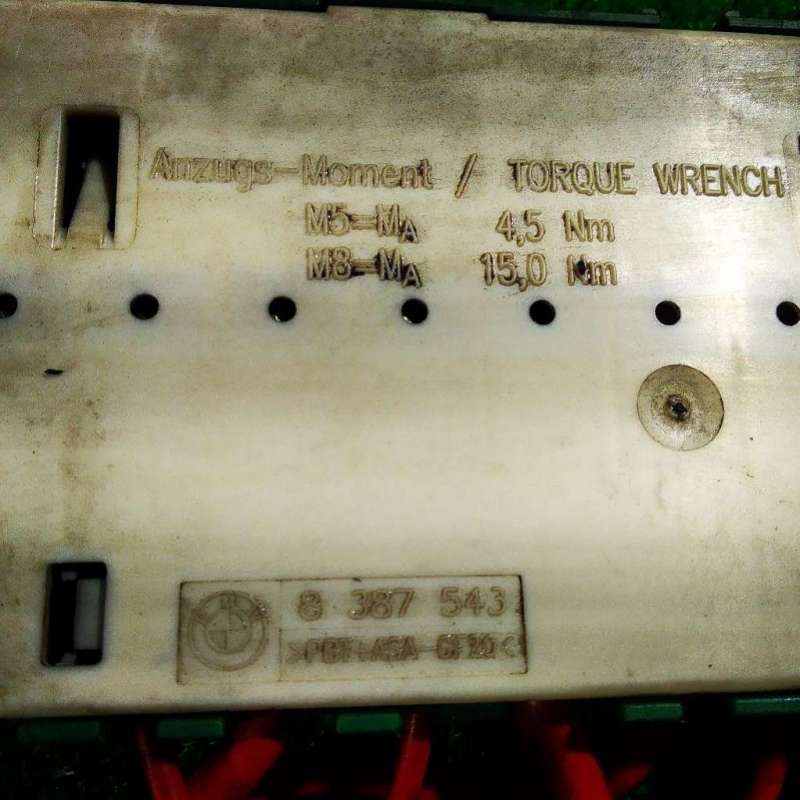 Anzugs-Moment / TORQUE WRENCH
M5-MA 4,5 Nm
M8-MA 15,0 Nm
8 387 543
>PBT+ASA-GF20<